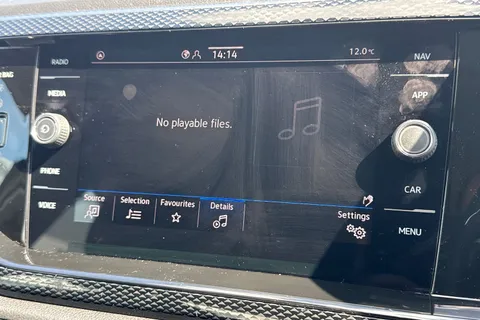 RADIO
14:14
12.0°C
NAV
BAG
MEDIA
APP
No playable files.
PHONE
CAR
Source
Selection
Favourites
Details
VOICE
Settings
MENU